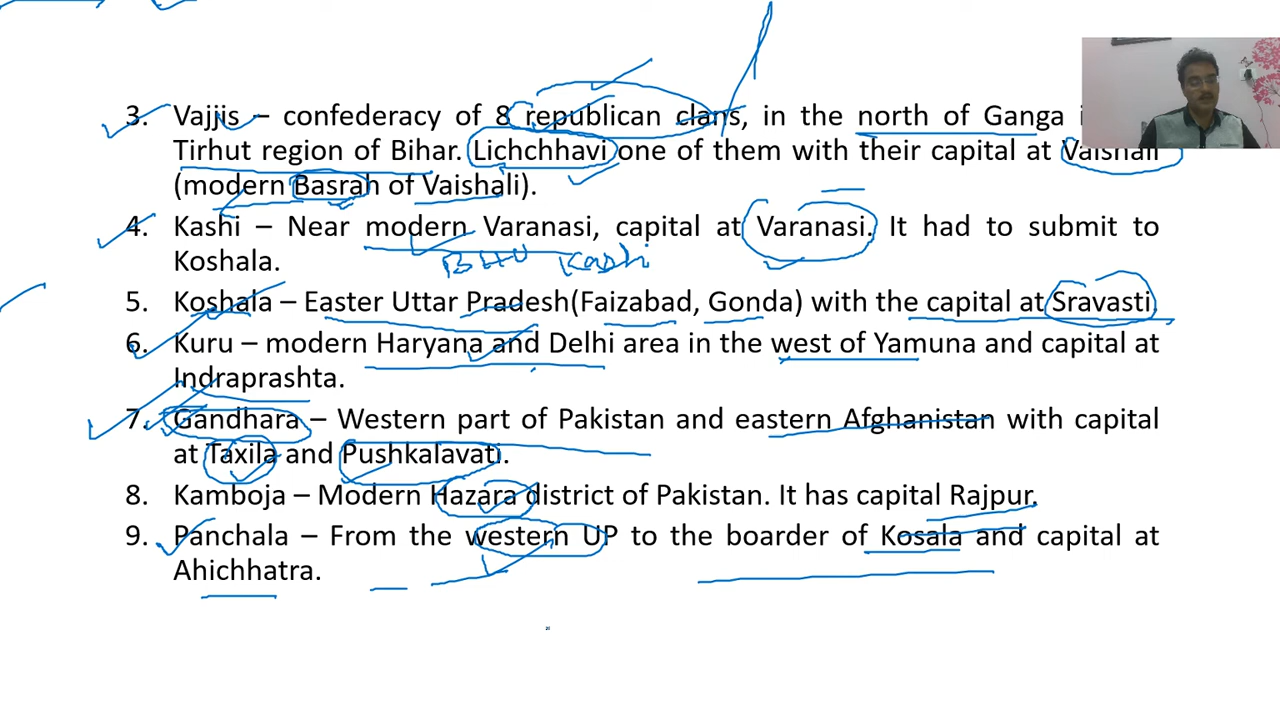 3. Vajjis – confederacy of 8 republican clans, in the north of Ganga
Tirhut region of Bihar. Lichchhavi one of them with their capital at Vaishali
(modern Basrah of Vaishali).
4. Kashi – Near modern Varanasi, capital at Varanasi. It had to submit to
Koshala.
BHU Kashi
5. Koshala – Easter Uttar Pradesh(Faizabad, Gonda) with the capital at Sravasti.
6. Kuru – modern Haryana and Delhi area in the west of Yamuna and capital at
Indraprashta.
7. Gandhara – Western part of Pakistan and eastern Afghanistan with capital
at Taxila and Pushkalavati.
8. Kamboja – Modern Hazara district of Pakistan. It has capital Rajpur.
9. Panchala – From the western UP to the boarder of Kosala and capital at
Ahichhatra.